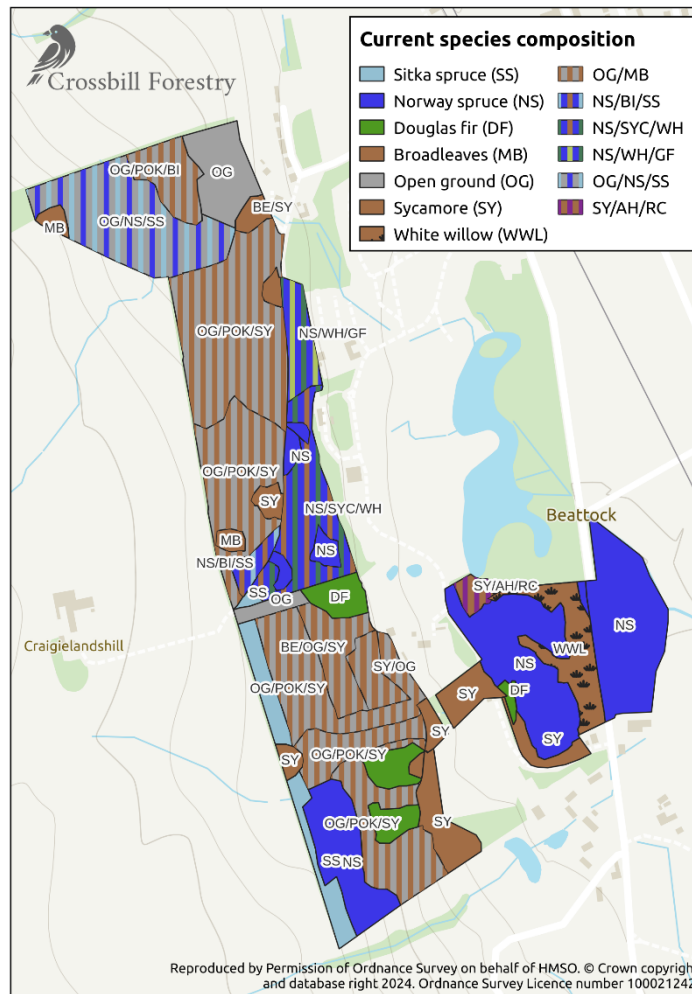 Crossbill Forestry
Current species composition
Sitka spruce (SS)
Norway spruce (NS)
Douglas fir (DF)
Broadleaves (MB)
Open ground (OG)
Sycamore (SY)
White willow (WWL)
OG/MB
NS/BI/SS
NS/SYC/WH
NS/WH/GF
OG/NS/SS
SY/AH/RC
OG/POK/BI
OG
BE/SY
MB
OG/NS/SS
OG/POK/SY
NS/WH/GF
OG/POK/SY
NS
SY
NS/SYC/WH
MB
NS
NS/BI/SS
SS
OG
DF
Beattock
SY/AH/RC
NS
WWL
NS
Craigielandshill
BE/OG/SY
SY/OG
OG/POK/SY
SY
DF
SY
SY
OG/POK/SY
SY
OG/POK/SY
SY
SS
NS
Reproduced by Permission of Ordnance Survey on behalf of HMSO. © Crown copyrigh
and database right 2024. Ordnance Survey Licence number 100021242